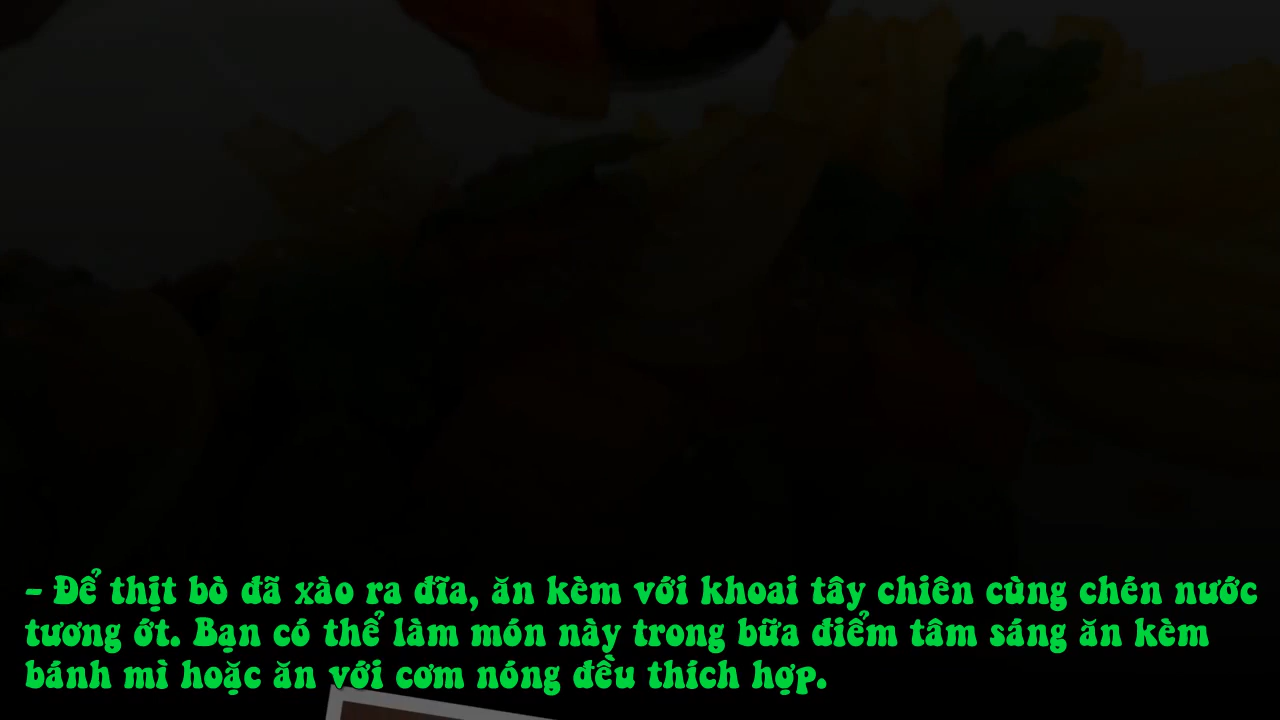 - Để thịt bò đã xào ra đĩa, ăn kèm với khoai tây chiên cùng chén nước
tương ớt. Bạn có thể làm món này trong bữa điểm tâm sáng ăn kèm
bánh mì hoặc ăn với cơm nóng đều thích hợp.